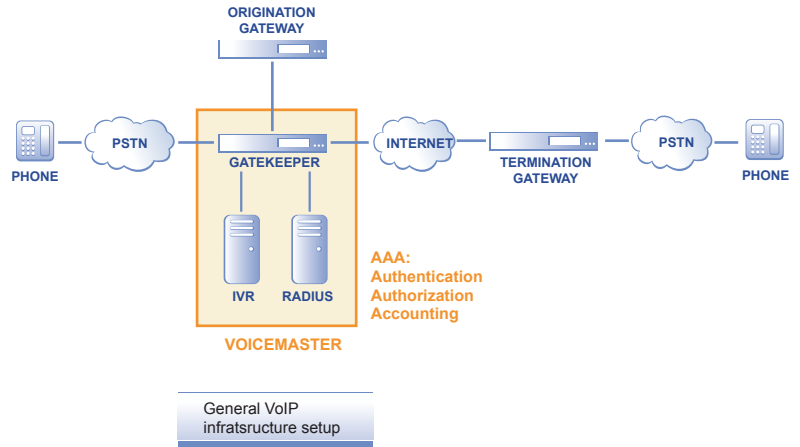 ORIGINATION
GATEWAY
PSTN
GATEKEEPER
INTERNET
PSTN
PHONE
TERMINATION
GATEWAY
PHONE
IVR
RADIUS
AAA:
Authentication
Authorization
Accounting
VOICEMASTER
General VoIP
infratsructure setup